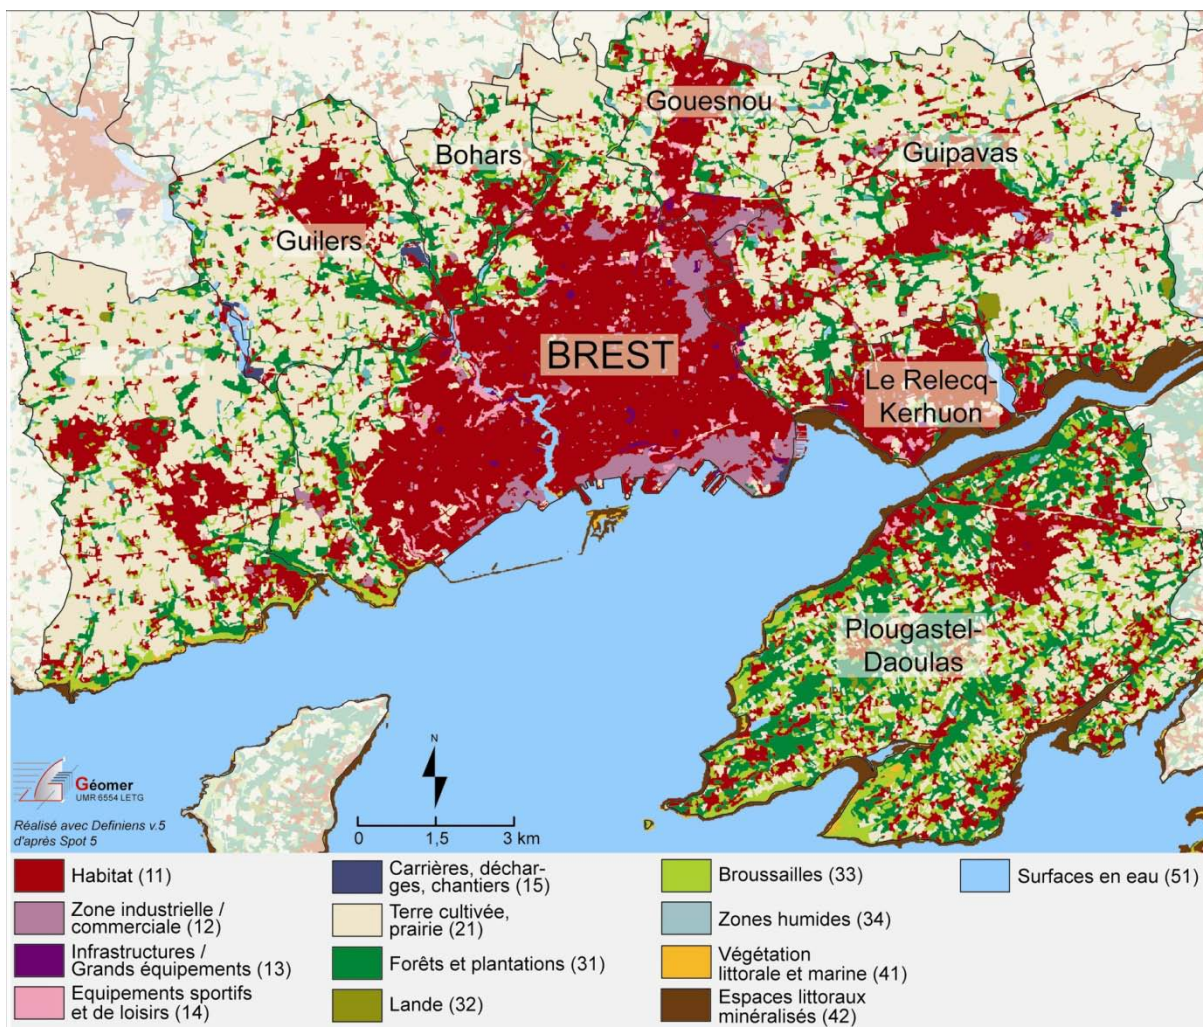 Gouesnou
Bohars
Guipavas
Guilers
BREST
Le Relecq-
Kerhuon
Plougastel-
Daoulas
N
Géomer
UMR 6554 LETG
Réalisé avec Definiens v.5
d'après Spot 5
0 1,5 3 km
Habitat (11)
Zone industrielle /
commerciale (12)
Infrastructures /
Grands équipements (13)
Equipements sportifs
et de loisirs (14)
Carrières, déchar-
ges, chantiers (15)
Terre cultivée,
prairie (21)
Forêts et plantations (31)
Lande (32)
Broussailles (33)
Zones humides (34)
Végétation
littorale et marine (41)
Espaces littoraux
minéralisés (42)
Surfaces en eau (51)